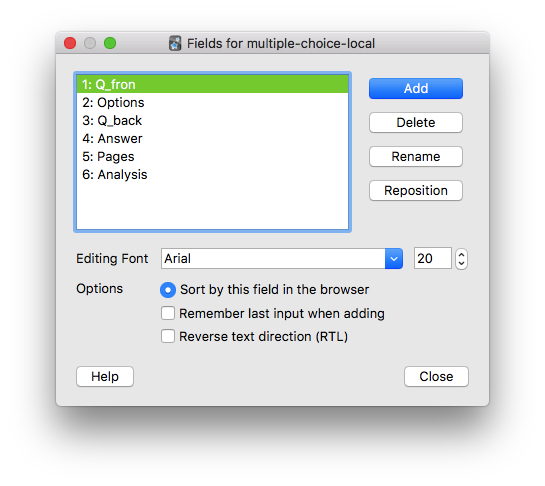 Fields for multiple-choice-local
1: Q_fron
2: Options
3: Q_back
4: Answer
5: Pages
6: Analysis
Add
Delete
Rename
Reposition
Editing Font Arial 20
Options Sort by this field in the browser
Remember last input when adding
Reverse text direction (RTL)
Help Close